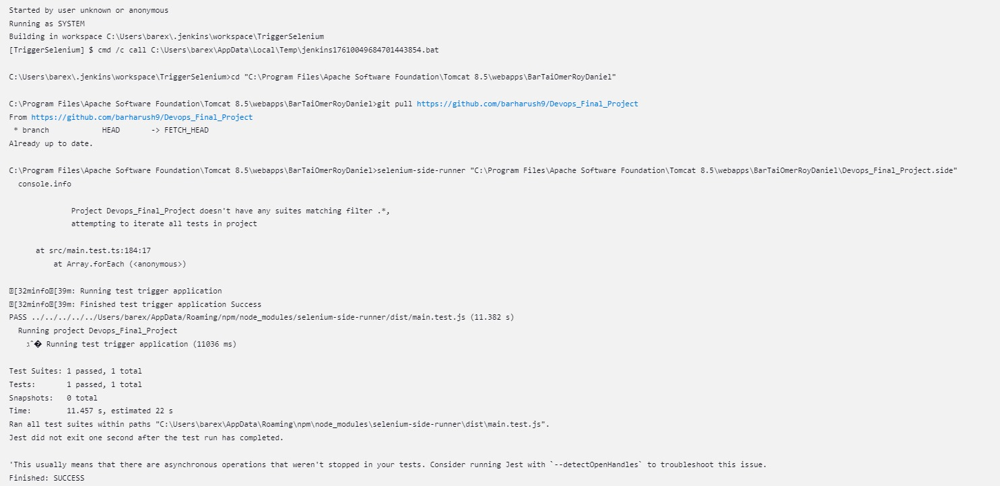 Started by user unknown or anonymous
Running as SYSTEM
Building in workspace C:\Users\barex\.jenkins\workspace\TriggerSelenium
[TriggerSelenium] $ cmd /c call C:\Users\barex\AppData\Local\Temp\jenkins17610049684701443854.bat
C:\Users\barex\.jenkins\workspace\TriggerSelenium>cd "C:\Program Files\Apache Software Foundation\Tomcat 8.5\webapps\BarTaiOmerRoyDaniel"
C:\Program Files\Apache Software Foundation\Tomcat 8.5\webapps\BarTaiOmerRoyDaniel>git pull https://github.com/barharush9/Devops_Final_Project
From https://github.com/barharush9/Devops_Final_Project
* branch HEAD -> FETCH_HEAD
Already up to date.
C:\Program Files\Apache Software Foundation\Tomcat 8.5\webapps\BarTaiOmerRoyDaniel>selenium-side-runner "C:\Program Files\Apache Software Foundation\Tomcat 8.5\webapps\BarTaiOmerRoyDaniel\Devops_Final_Project.side"
console.info
Project Devops_Final_Project doesn't have any suites matching filter .*,
attempting to iterate all tests in project
at src/main.test.ts:184:17
at Array.forEach (<anonymous>)
[32minfo[39m: Running test trigger application
[32minfo[39m: Finished test trigger application Success
PASS ../../../../../Users/barex/AppData/Roaming/npm/node_modules/selenium-side-runner/dist/main.test.js (11.382 s)
Running project Devops_Final_Project
Running test trigger application (11036 ms)
Test Suites: 1 passed, 1 total
Tests: 1 passed, 1 total
Snapshots: 0 total
Time: 11.457 s, estimated 22 s
Ran all test suites within paths "C:\Users\barex\AppData\Roaming\npm\node_modules\selenium-side-runner\dist\main.test.js".
Jest did not exit one second after the test run has completed.
'This usually means that there are asynchronous operations that weren't stopped in your tests. Consider running Jest with `--detectOpenHandles` to troubleshoot this issue.
Finished: SUCCESS